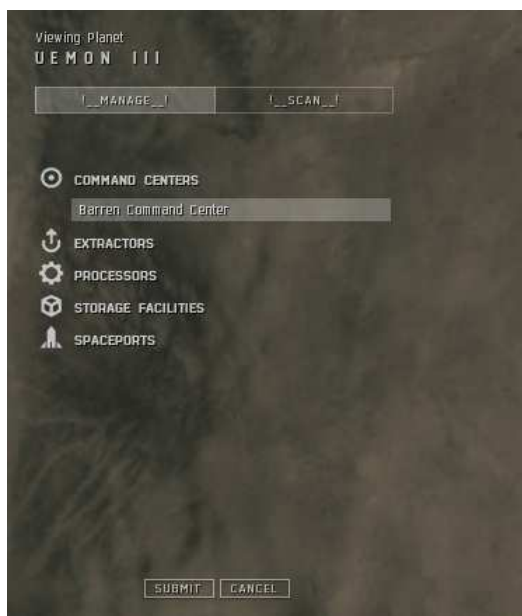 Viewing Planet
UEMON III
!__MANAGE__! !__SCAN__!
COMMAND CENTERS
Barren Command Center
EXTRACTORS
PROCESSORS
STORAGE FACILITIES
SPACEPORTS
SUBMIT CANCEL